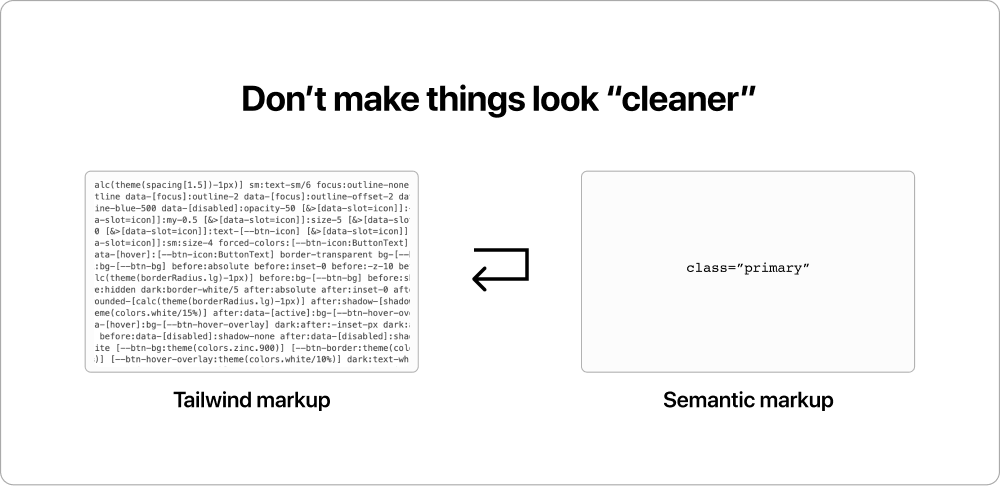 Don’t make things look “cleaner”
alc(theme(spacing[1.5])-1px)] sm:text-sm/6 focus:outline-none
tline data-[focus]:outline-2 data-[focus]:outline-offset-2 dat
ine-blue-500 data-[disabled]:opacity-50 [&>[data-slot=icon]]:-
a-slot=icon]]:my-0.5 [&>[data-slot=icon]]:size-5 [&>[data-slot
0 [&>[data-slot=icon]]:text-[--btn-icon] [&>[data-slot=icon]]
a-slot=icon]]:sm:size-4 forced-colors:[--btn-icon:ButtonText]
ata-[hover]:[--btn-icon:ButtonText] border-transparent bg-[--b
:bg-[--btn-bg] before:absolute before:inset-0 before:-z-10 be
lc(theme(borderRadius.lg)-1px)] before:bg-[--btn-bg] before:s
e:hidden dark:border-white/5 after:absolute after:inset-0 afte
ounded-[calc(theme(borderRadius.lg)-1px)] after:shadow-[shadow
eme(colors.white/15%)] after:data-[active]:bg-[--btn-hover-ove
a-[hover]:bg-[--btn-hover-overlay] dark:after:-inset-px dark:a
before:data-[disabled]:shadow-none after:data-[disabled]:shad
ite [--btn-bg:theme(colors.zinc.900)] [--btn-border:theme(colo
)] [--btn-hover-overlay:theme(colors.white/10%)] dark:text-wh
class=”primary”
Tailwind markup
Semantic markup